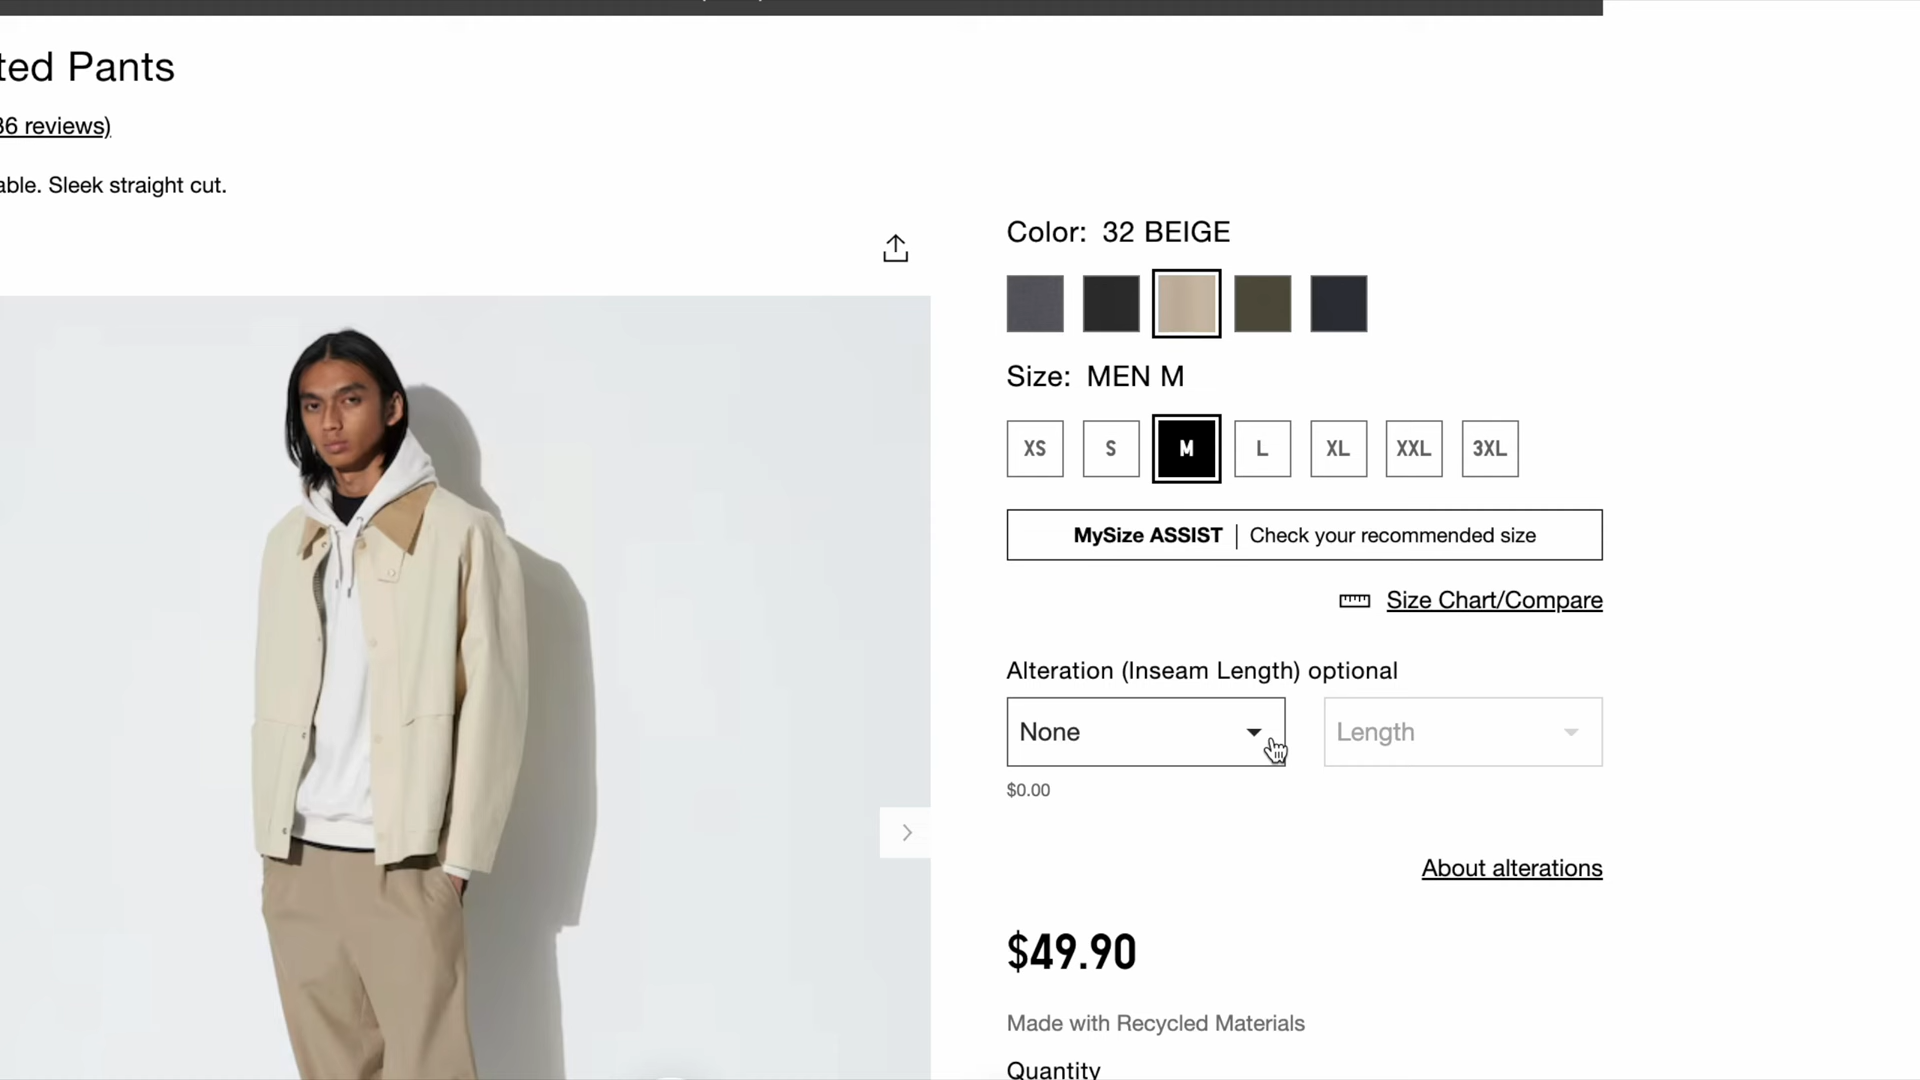 ted Pants
36 reviews)
able. Sleek straight cut.
Color: 32 BEIGE
Size: MEN M
XS S M L XL XXL 3XL
MySize ASSIST | Check your recommended size
Size Chart/Compare
Alteration (Inseam Length) optional
None Length
$0.00
About alterations
$49.90
Made with Recycled Materials
Quantity